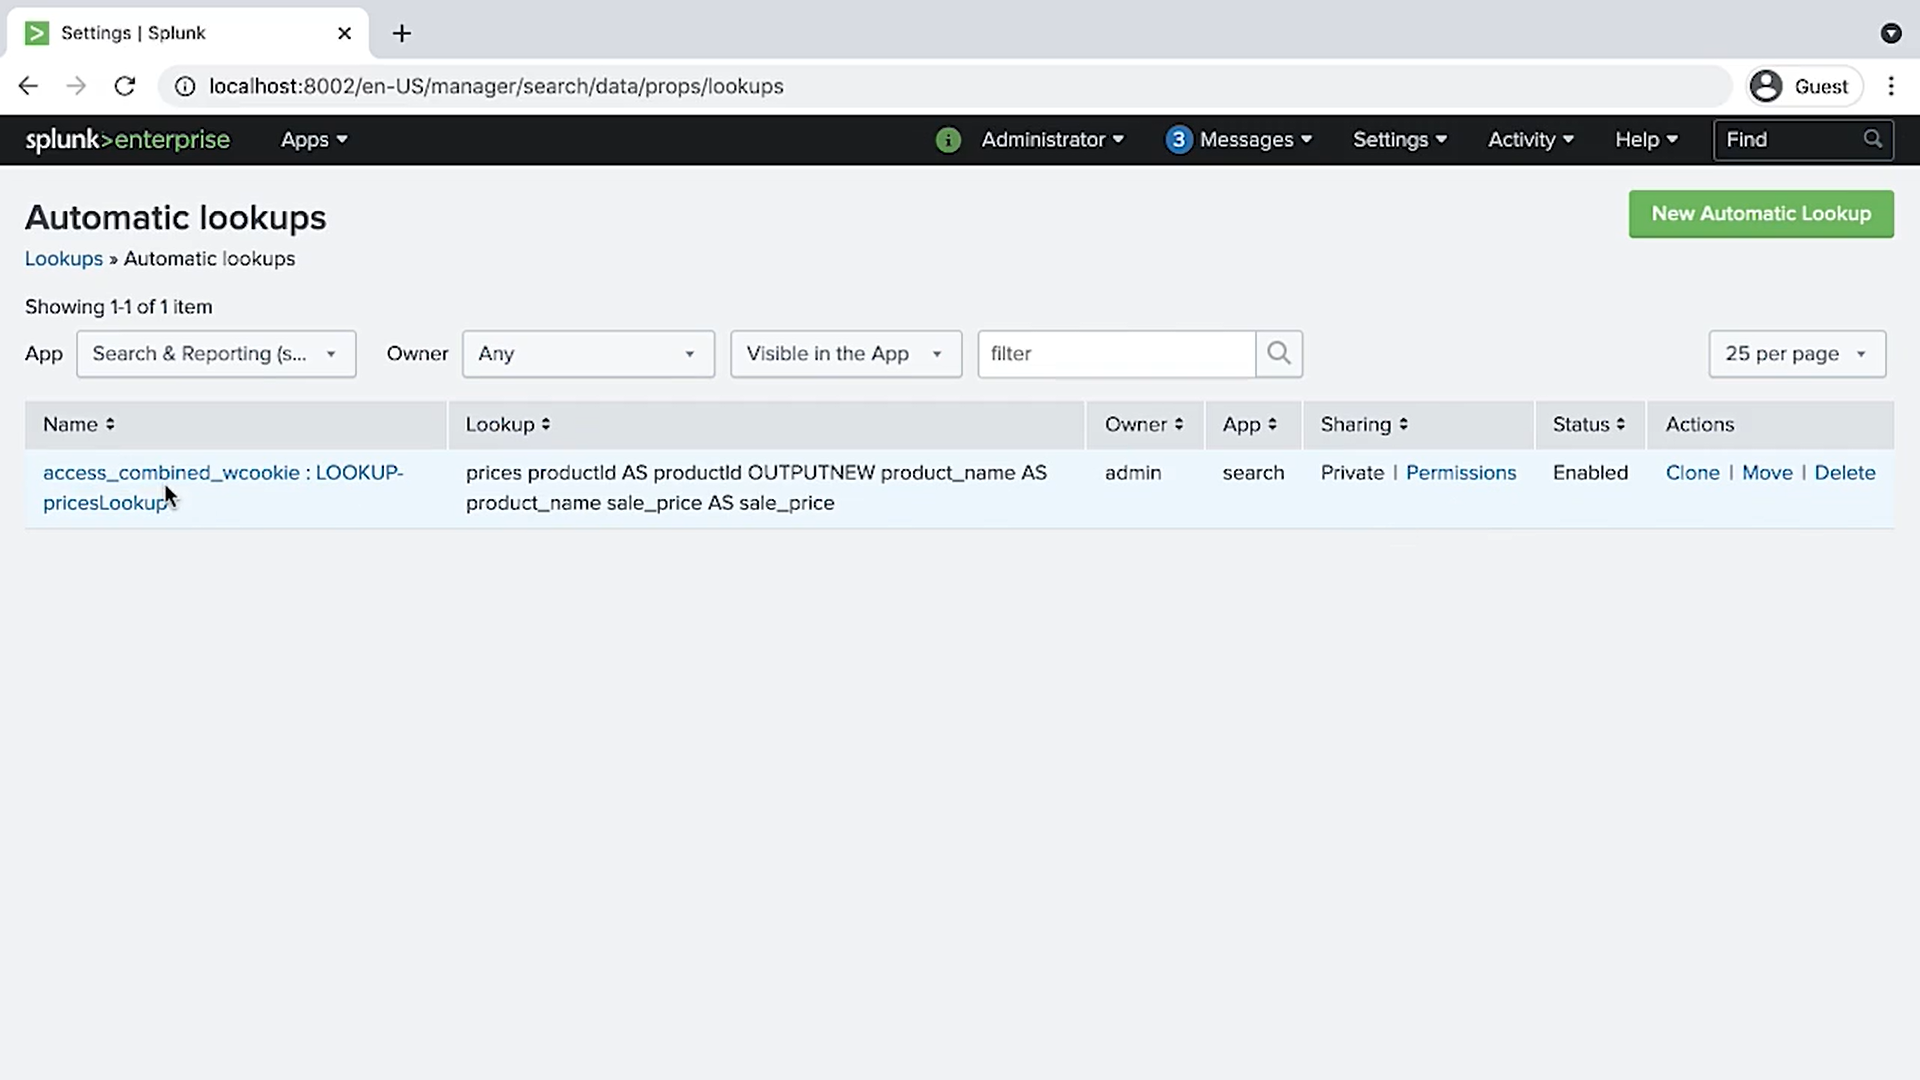 Settings | Splunk
localhost:8002/en-US/manager/search/data/props/lookups
Guest
splunk>enterprise Apps i Administrator 3 Messages Settings Activity Help Find
Automatic lookups
New Automatic Lookup
Lookups » Automatic lookups
Showing 1-1 of 1 item
App Search & Reporting (s... Owner Any Visible in the App filter 25 per page
Name Lookup Owner App Sharing Status Actions
access_combined_wcookie : LOOKUP-
pricesLookup
prices productId AS productId OUTPUTNEW product_name AS
product_name sale_price AS sale_price
admin search Private | Permissions Enabled Clone | Move | Delete